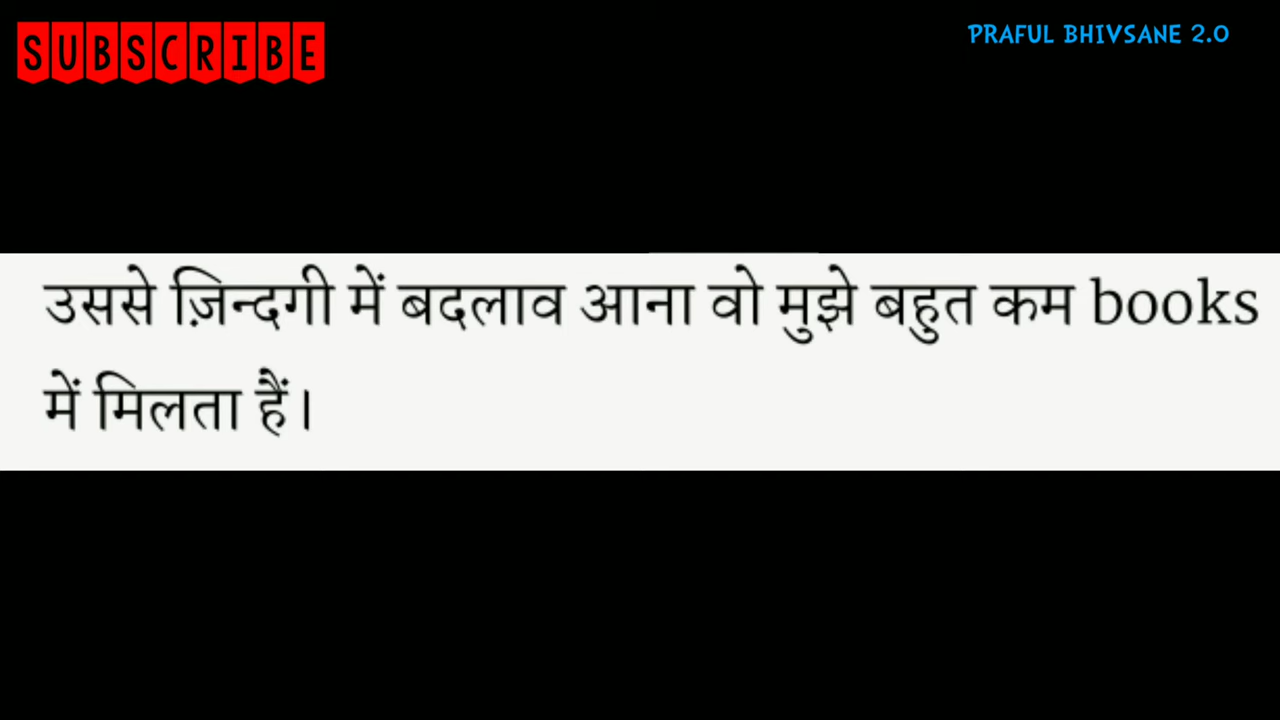 SUBSCRIBE
PRAFUL BHIVSANE 2.0
उससे ज़िन्दगी में बदलाव आना वो मुझे बहुत कम books
में मिलता हैं।